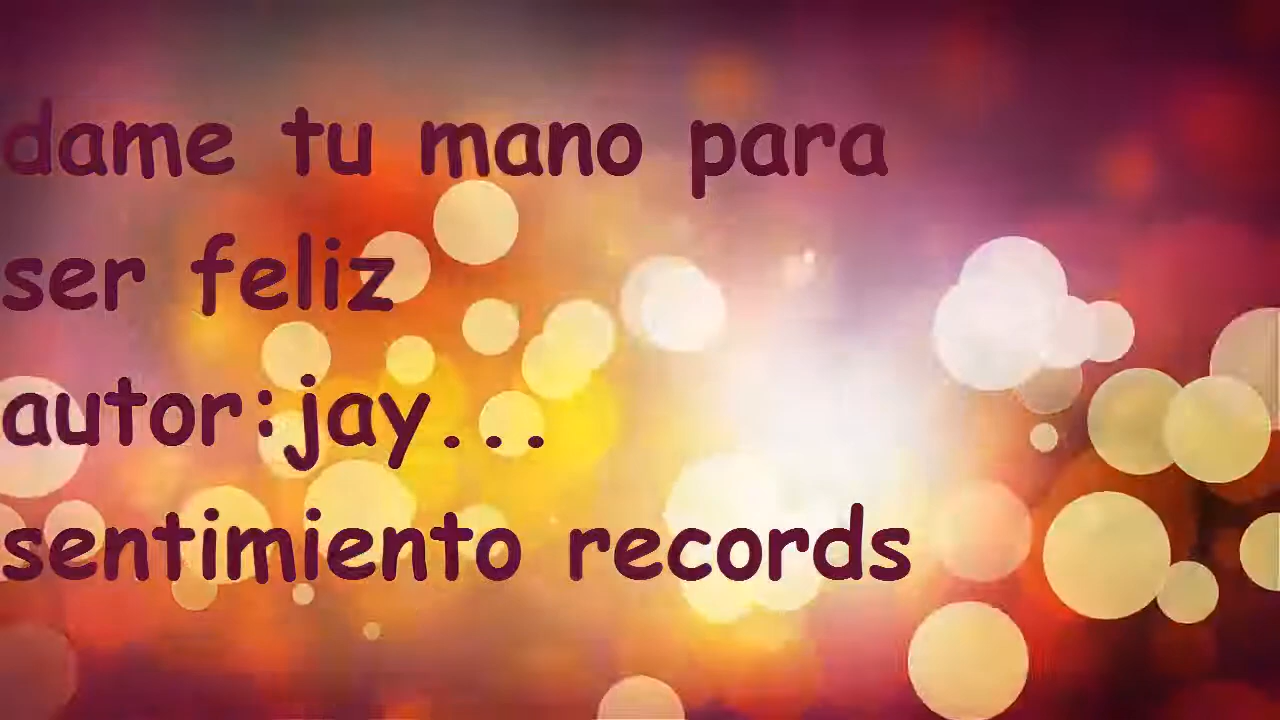 dame tu mano para
ser feliz
autor:jay...
sentimiento records